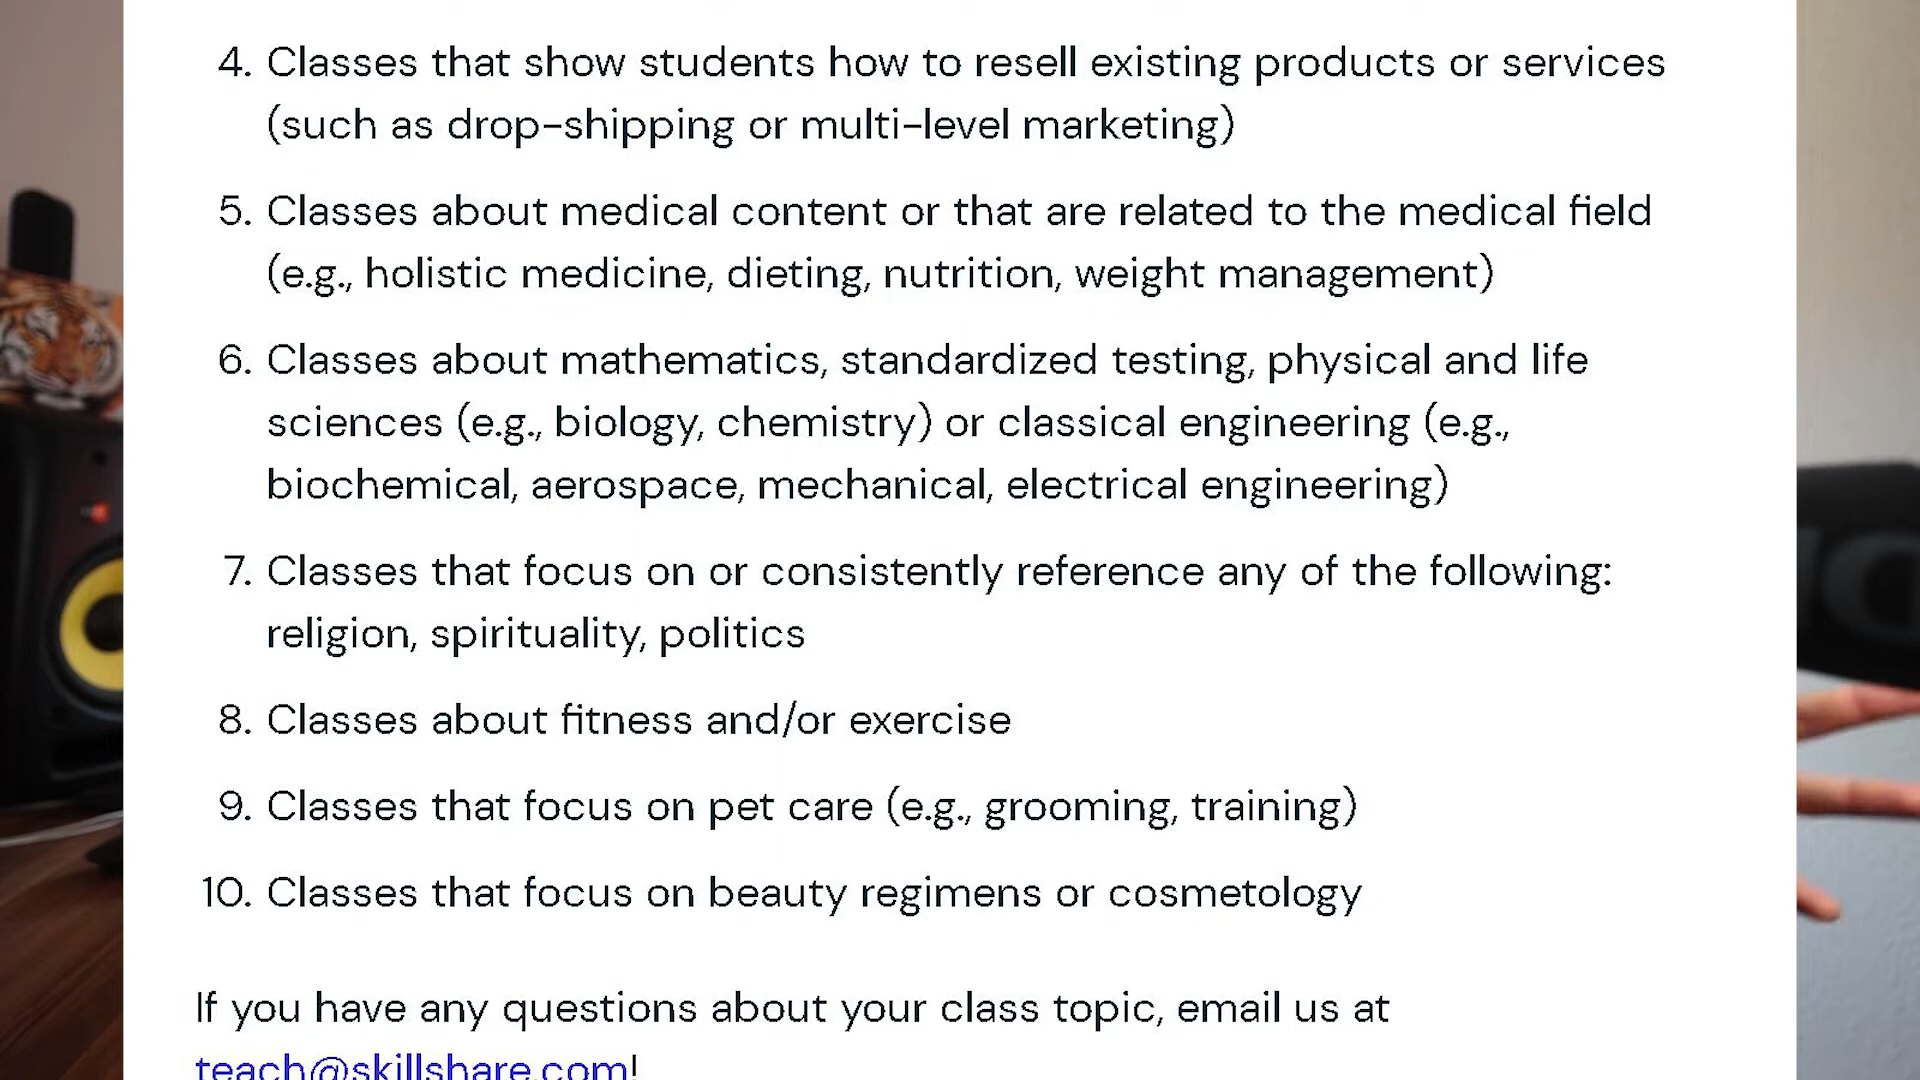 4. Classes that show students how to resell existing products or services
(such as drop-shipping or multi-level marketing)
5. Classes about medical content or that are related to the medical field
(e.g., holistic medicine, dieting, nutrition, weight management)
6. Classes about mathematics, standardized testing, physical and life
sciences (e.g., biology, chemistry) or classical engineering (e.g.,
biochemical, aerospace, mechanical, electrical engineering)
7. Classes that focus on or consistently reference any of the following:
religion, spirituality, politics
8. Classes about fitness and/or exercise
9. Classes that focus on pet care (e.g., grooming, training)
10. Classes that focus on beauty regimens or cosmetology
If you have any questions about your class topic, email us at
teach@skillshare.com!